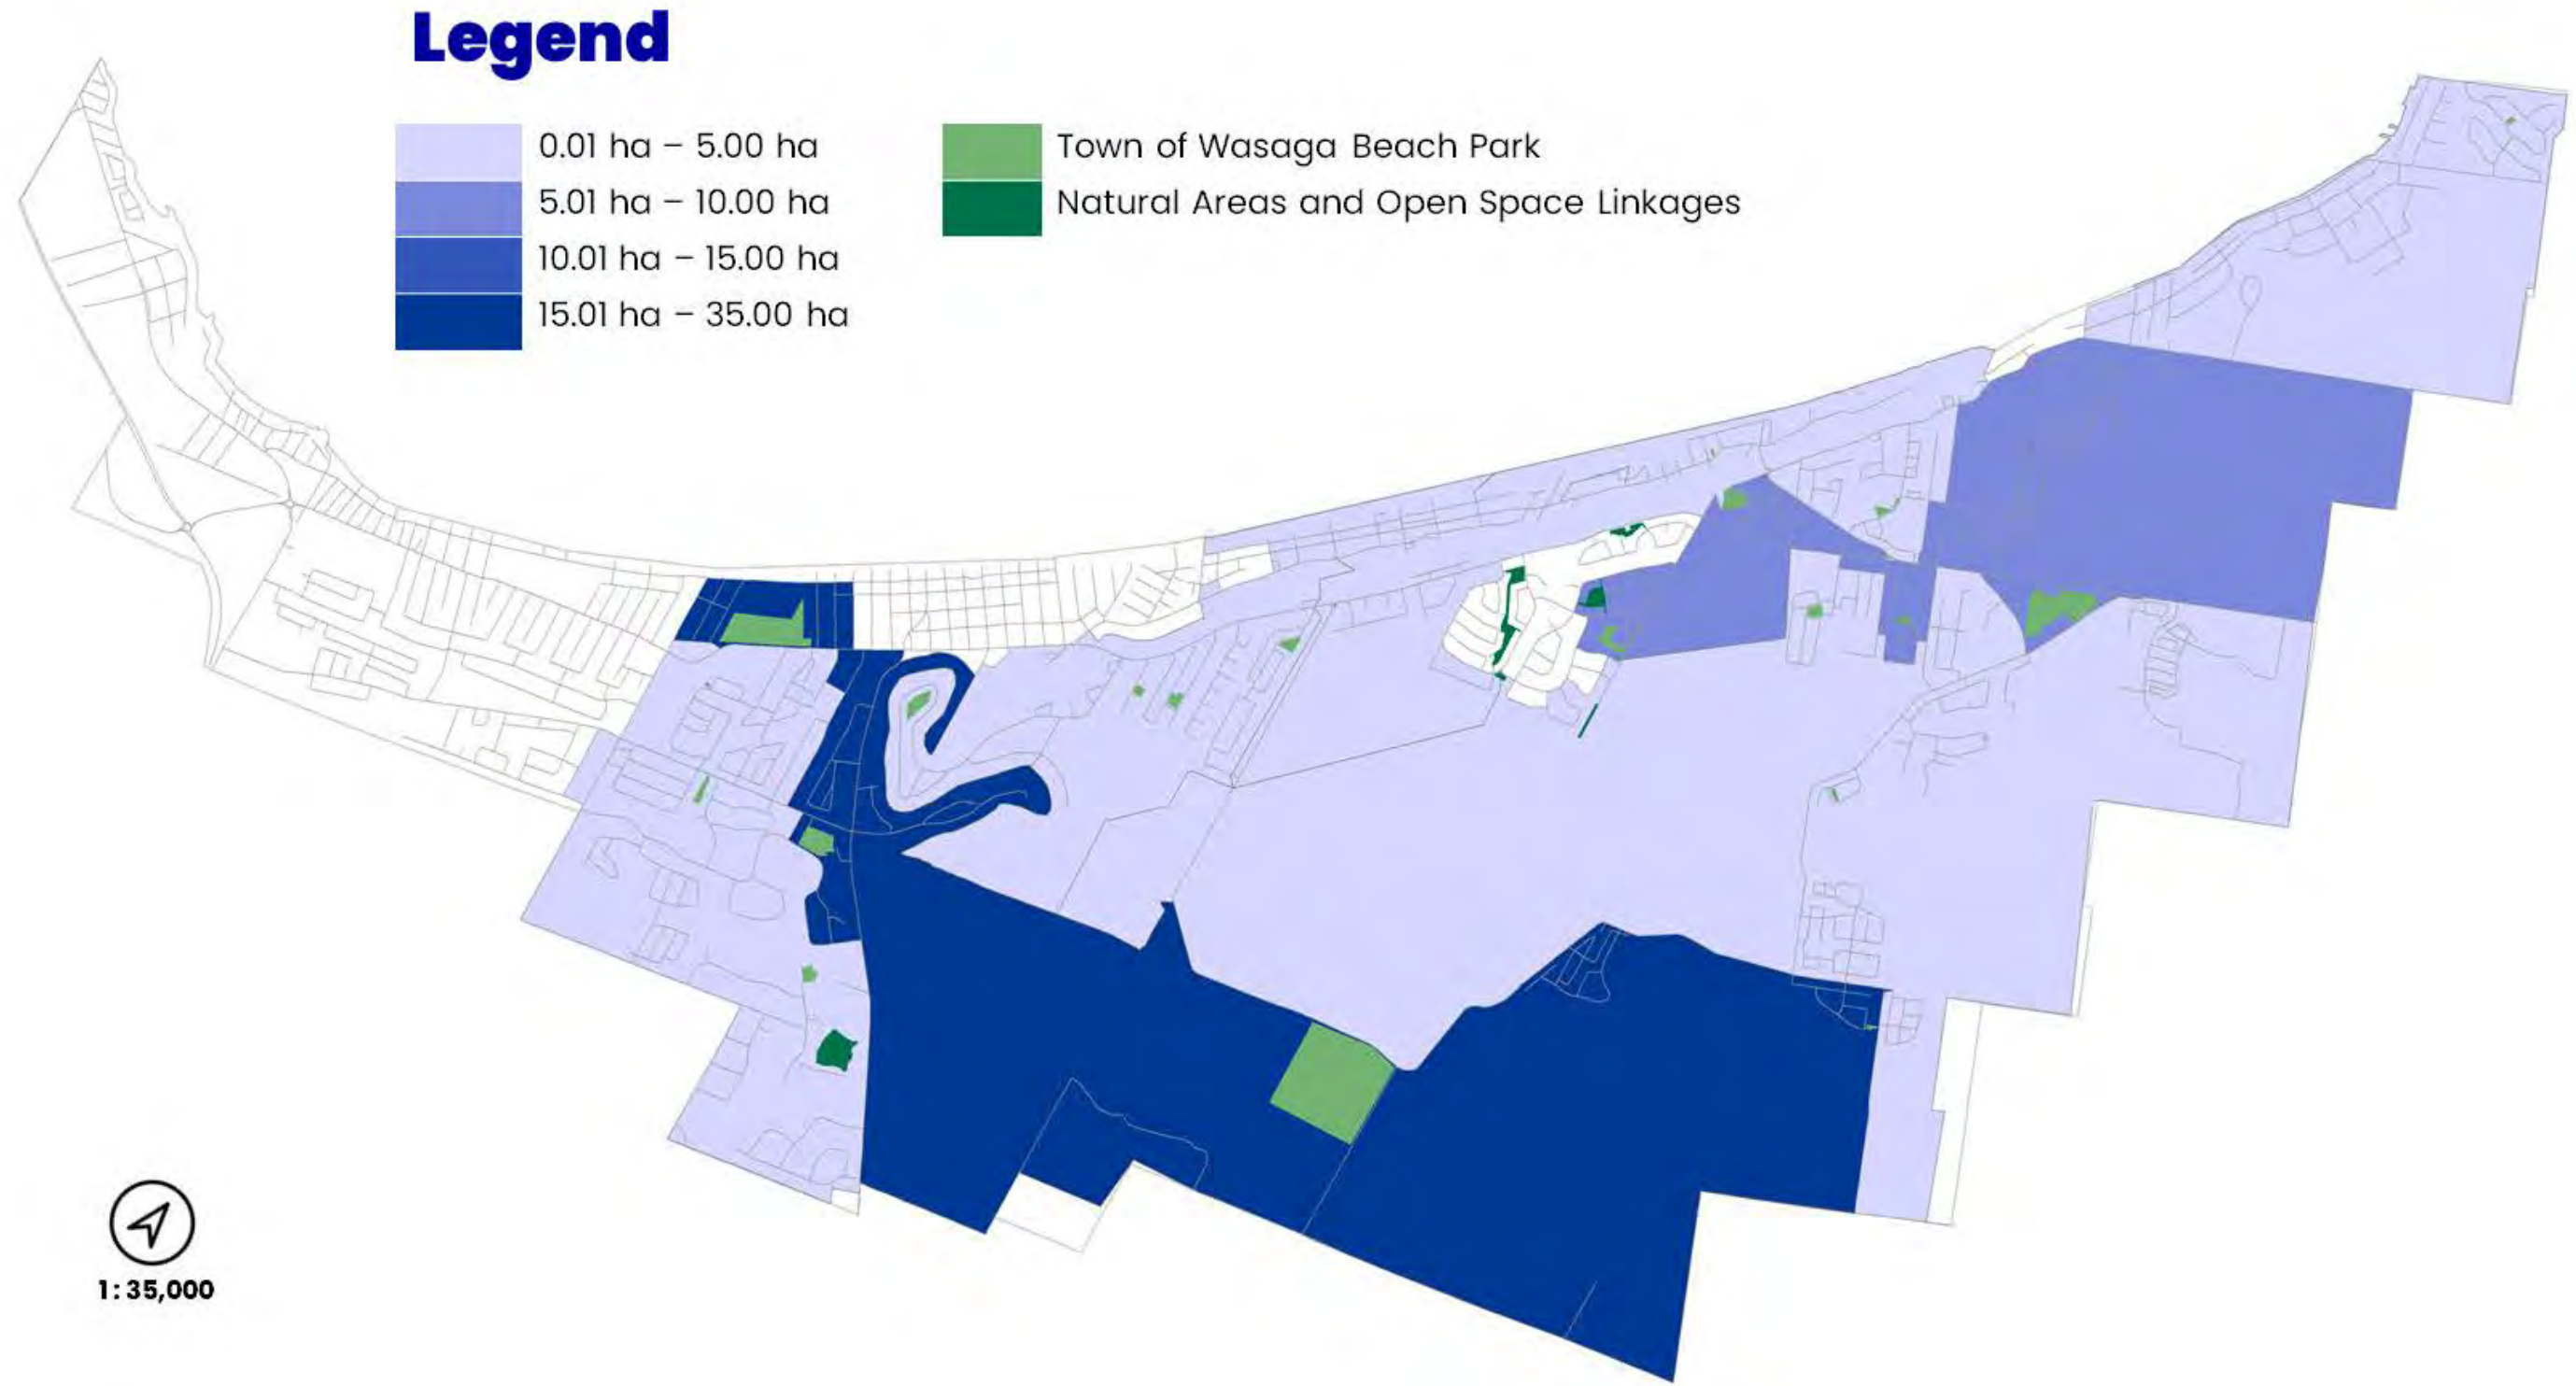 Legend
0.01 ha – 5.00 ha
5.01 ha – 10.00 ha
10.01 ha – 15.00 ha
15.01 ha – 35.00 ha
Town of Wasaga Beach Park
Natural Areas and Open Space Linkages
1:35,000